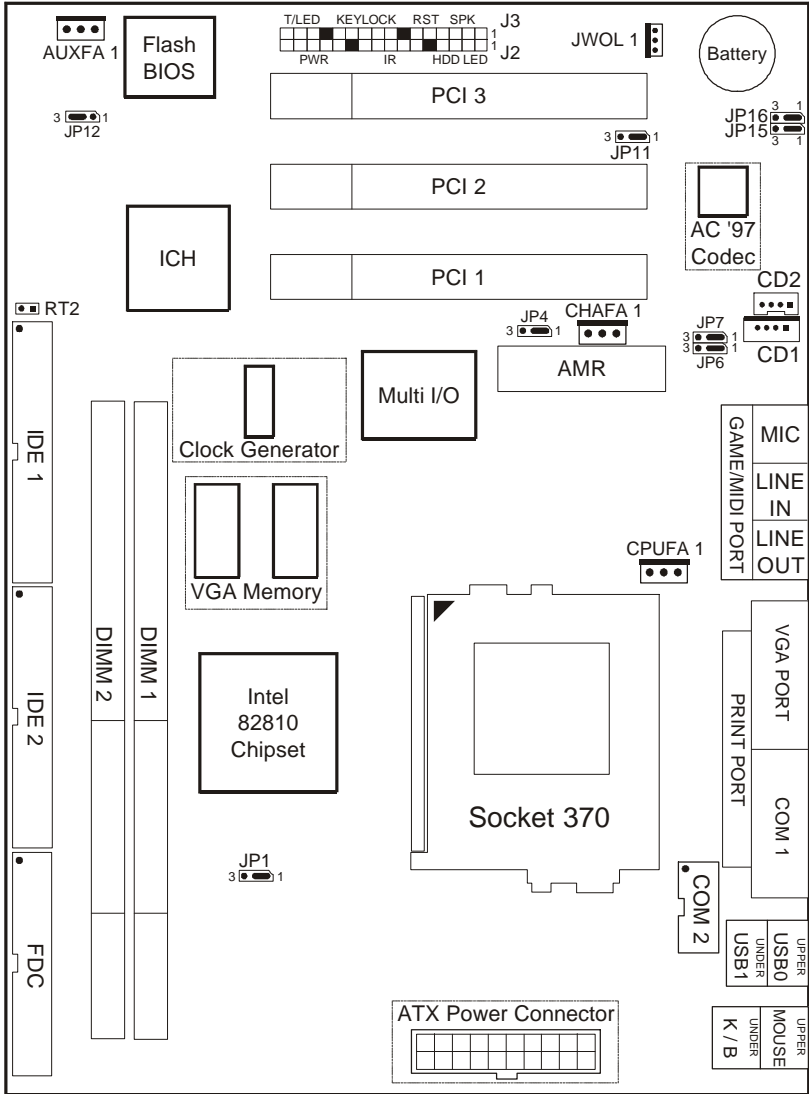 T/LED KEYLOCK RST SPK J3
1
1
J2
PWR IR HDD LED
AUXFA 1
Flash
BIOS
JWOL 1
Battery
PCI 3
3 1
JP12
3 1
JP16
JP15
3 1
3 1
JP11
PCI 2
AC '97
Codec
ICH
PCI 1
CD2
CD1
RT2
JP4
3 1
CHAFA 1
JP7
3 1
3 1
JP6
AMR
Multi I/O
Clock Generator
IDE 1
GAME/MIDI PORT
MIC
LINE
IN
LINE
OUT
VGA Memory
CPUFA 1
DIMM 2
DIMM 1
IDE 2
Intel
82810
Chipset
Socket 370
VGA PORT
PRINT PORT
COM 1
JP1
3 1
COM 2
FDC
UPPER
USB0
UNDER
USB1
ATX Power Connector
UPPER
MOUSE
UNDER
K / B